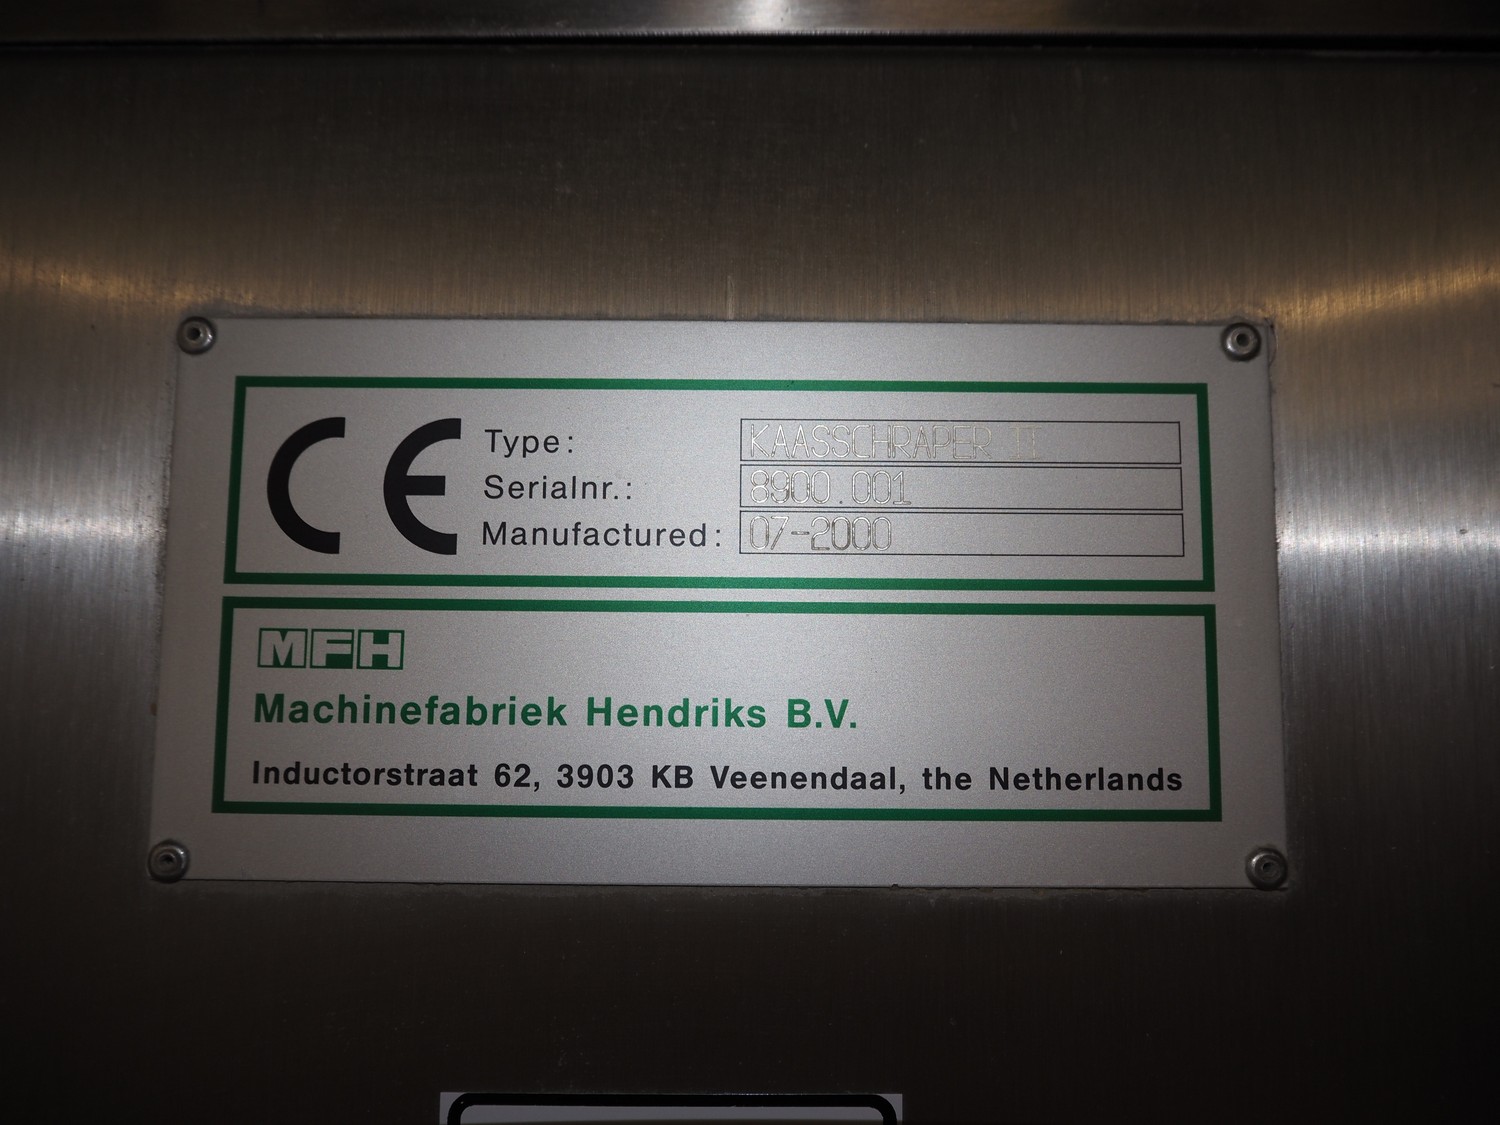 CE
Type: KAASSCHRAPER II
Serialnr.: 8900.001
Manufactured: 07-2000
MFH
Machinefabriek Hendriks B.V.
Inductorstraat 62, 3903 KB Veenendaal, the Netherlands